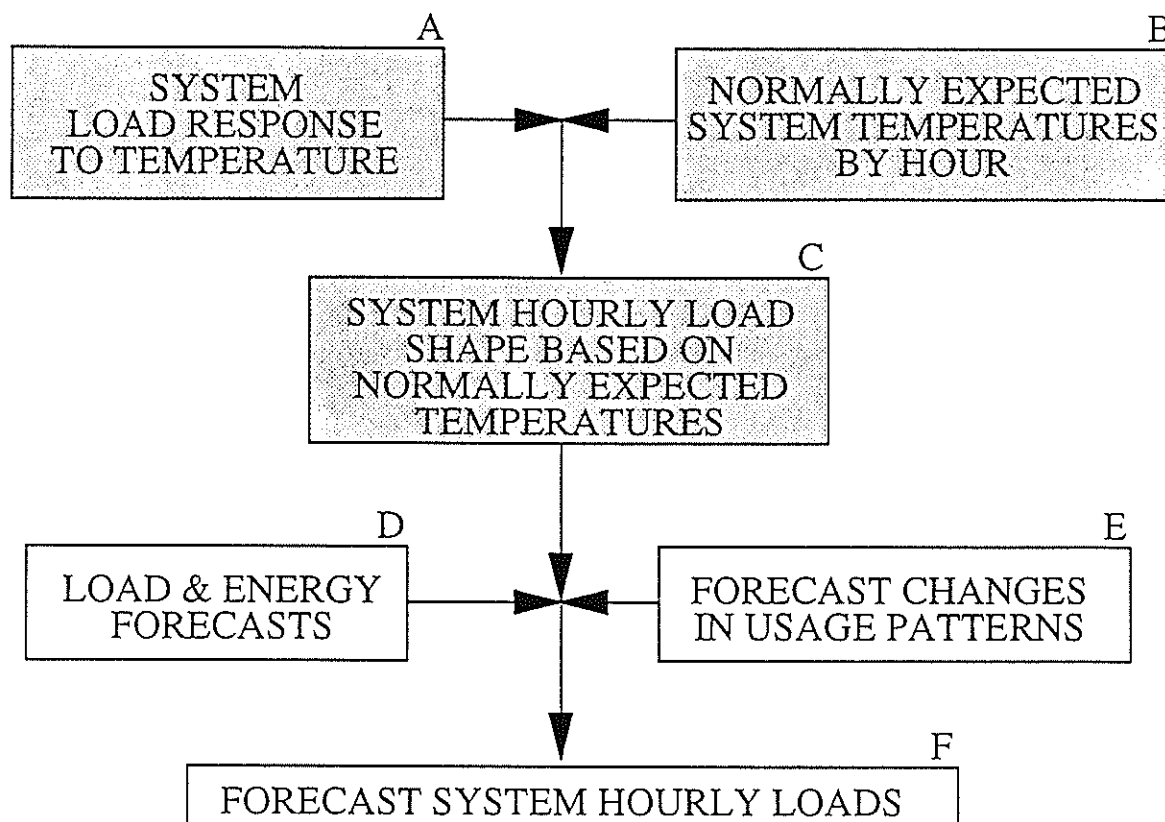 A
SYSTEM
LOAD RESPONSE
TO TEMPERATURE
B
NORMALLY EXPECTED
SYSTEM TEMPERATURES
BY HOUR
C
SYSTEM HOURLY LOAD
SHAPE BASED ON
NORMALLY EXPECTED
TEMPERATURES
D
LOAD & ENERGY
FORECASTS
E
FORECAST CHANGES
IN USAGE PATTERNS
F
FORECAST SYSTEM HOURLY LOADS